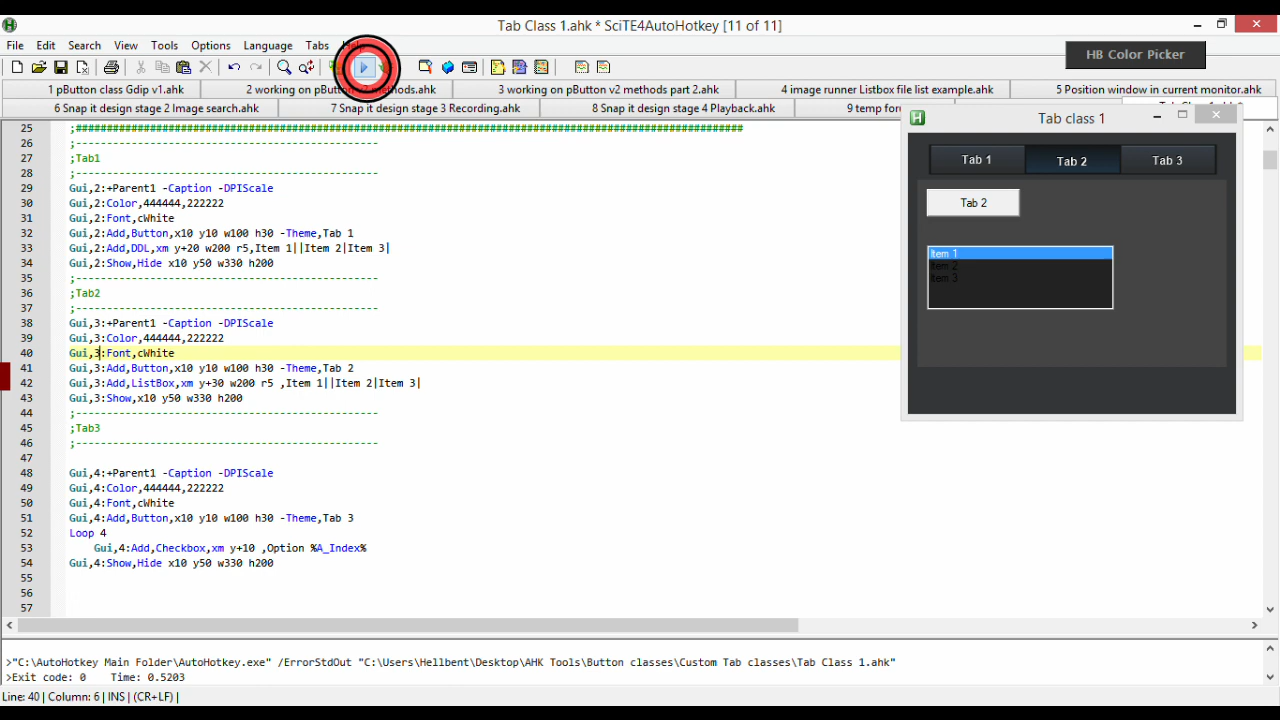 Tab Class 1.ahk * SciTE4AutoHotkey [11 of 11]
File Edit Search View Tools Options Language Tabs
HB Color Picker
1 pButton class Gdip v1.ahk 2 working on pButton methods.ahk 3 working on pButton v2 methods part 2.ahk 4 image runner Listbox file list example.ahk 5 Position window in current monitor.ahk
6 Snap it design stage 2 Image search.ahk 7 Snap it design stage 3 Recording.ahk 8 Snap it design stage 4 Playback.ahk 9 temp
25 ;###########################################################################################################
26 ;-------------------------------------------------
27 ;Tab1
28 ;-------------------------------------------------
29 Gui,2:+Parent1 -Caption -DPIScale
30 Gui,2:Color,444444,222222
31 Gui,2:Font,cWhite
32 Gui,2:Add,Button,x10 y10 w100 h30 -Theme,Tab 1
33 Gui,2:Add,DDL,xm y+20 w200 r5,Item 1||Item 2|Item 3|
34 Gui,2:Show,Hide x10 y50 w330 h200
35 ;-------------------------------------------------
36 ;Tab2
37 ;-------------------------------------------------
38 Gui,3:+Parent1 -Caption -DPIScale
39 Gui,3:Color,444444,222222
40 Gui,3:Font,cWhite
41 Gui,3:Add,Button,x10 y10 w100 h30 -Theme,Tab 2
42 Gui,3:Add,ListBox,xm y+30 w200 r5 ,Item 1||Item 2|Item 3|
43 Gui,3:Show,x10 y50 w330 h200
44 ;-------------------------------------------------
45 ;Tab3
46 ;-------------------------------------------------
47
48 Gui,4:+Parent1 -Caption -DPIScale
49 Gui,4:Color,444444,222222
50 Gui,4:Font,cWhite
51 Gui,4:Add,Button,x10 y10 w100 h30 -Theme,Tab 3
52 Loop 4
53 Gui,4:Add,Checkbox,xm y+10 ,Option %A_Index%
54 Gui,4:Show,Hide x10 y50 w330 h200
55
56
57
Tab class 1
Tab 1 Tab 2 Tab 3
Tab 2
Item 1
Item 2
Item 3
>"C:\AutoHotkey Main Folder\AutoHotkey.exe" /ErrorStdOut "C:\Users\Hellbent\Desktop\AHK Tools\Button classes\Custom Tab classes\Tab Class 1.ahk"
>Exit code: 0 Time: 0.5203
Line: 40 | Column: 6 | INS | (CR+LF) |